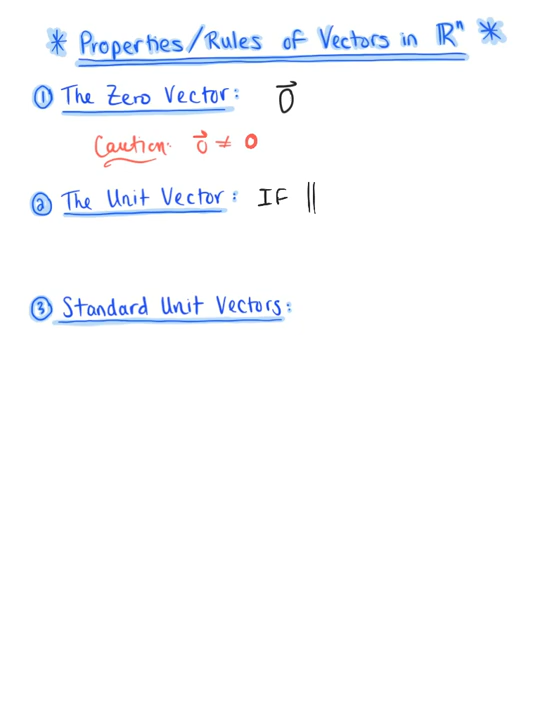 * Properties/Rules of Vectors in ℝⁿ *
① The Zero Vector: 0⃗
Caution: 0⃗ ≠ 0
② The Unit Vector: IF ||
③ Standard Unit Vectors: